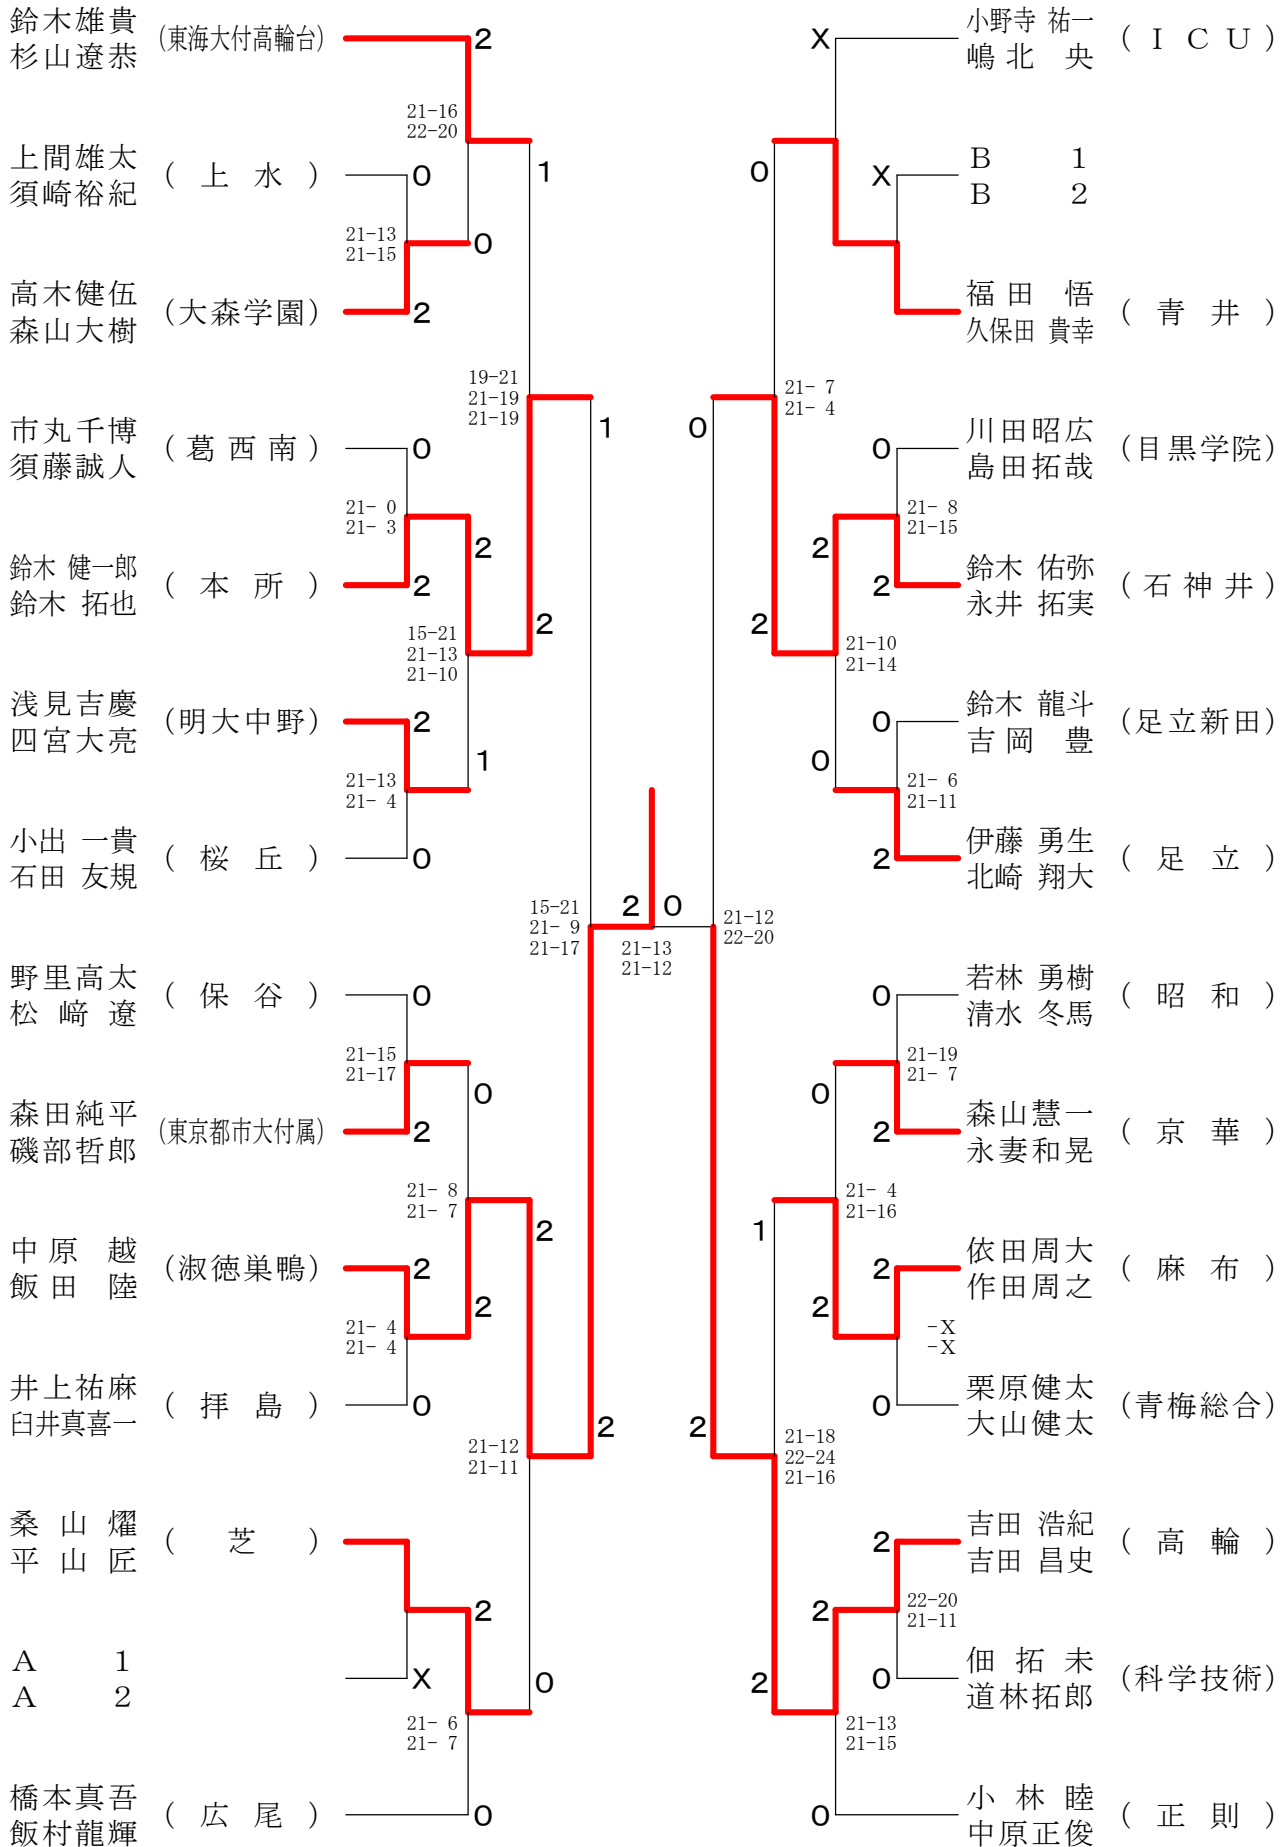 鈴木雄貴
杉山遼恭
(東海大付高輪台)
2
21-16
22-20
上間雄太
須崎裕紀
( 上 水 )
0
1
21-13
21-15
0
高木健伍
森山大樹
(大森学園)
2
19-21
21-19
21-19
市丸千博
須藤誠人
( 葛 西 南 )
0
1
21- 0
21- 3
2
鈴木 健一郎
鈴木 拓也
( 本 所 )
2
2
15-21
21-13
21-10
浅見吉慶
四宮大亮
(明大中野)
2
1
21-13
21- 4
小出 一貴
石田 友規
( 桜 丘 )
0
15-21
21- 9
21-17
野里高太
松 﨑 遼
( 保 谷 )
0
21-15
21-17
0
森田純平
磯部哲郎
(東京都市大付属)
2
21- 8
21- 7
2
中 原 越
飯 田 陸
(淑徳巣鴨)
2
2
21- 4
21- 4
井上祐麻
臼井真喜一
( 拝 島 )
0
2
21-12
21-11
桑 山 燿
平 山 匠
( 芝 )
2
A 1
A 2
X
0
21- 6
21- 7
橋本真吾
飯村龍輝
( 広 尾 )
0
2
0
21-13
21-12
X
小野寺 祐一
嶋 北 央
( I C U )
0
X
B 1
B 2
福 田 悟
久保田 貴幸
( 青 井 )
21- 7
21- 4
0
0
川田昭広
島田拓哉
(目黒学院)
21- 8
21-15
2
2
鈴木 佑弥
永井 拓実
( 石 神 井 )
2
21-10
21-14
0
鈴木 龍斗
吉 岡 豊
(足立新田)
0
21- 6
21-11
2
伊藤 勇生
北崎 翔大
( 足 立 )
21-12
22-20
0
若林 勇樹
清水 冬馬
( 昭 和 )
21-19
21- 7
0
2
森山慧一
永妻和晃
( 京 華 )
21- 4
21-16
1
2
依田周大
作田周之
( 麻 布 )
2
-X
-X
0
栗原健太
大山健太
(青梅総合)
2
21-18
22-24
21-16
2
吉田 浩紀
吉田 昌史
( 高 輪 )
22-20
21-11
2
2
0
佃 拓 未
道林拓郎
(科学技術)
21-13
21-15
0
小 林 睦
中原正俊
( 正 則 )